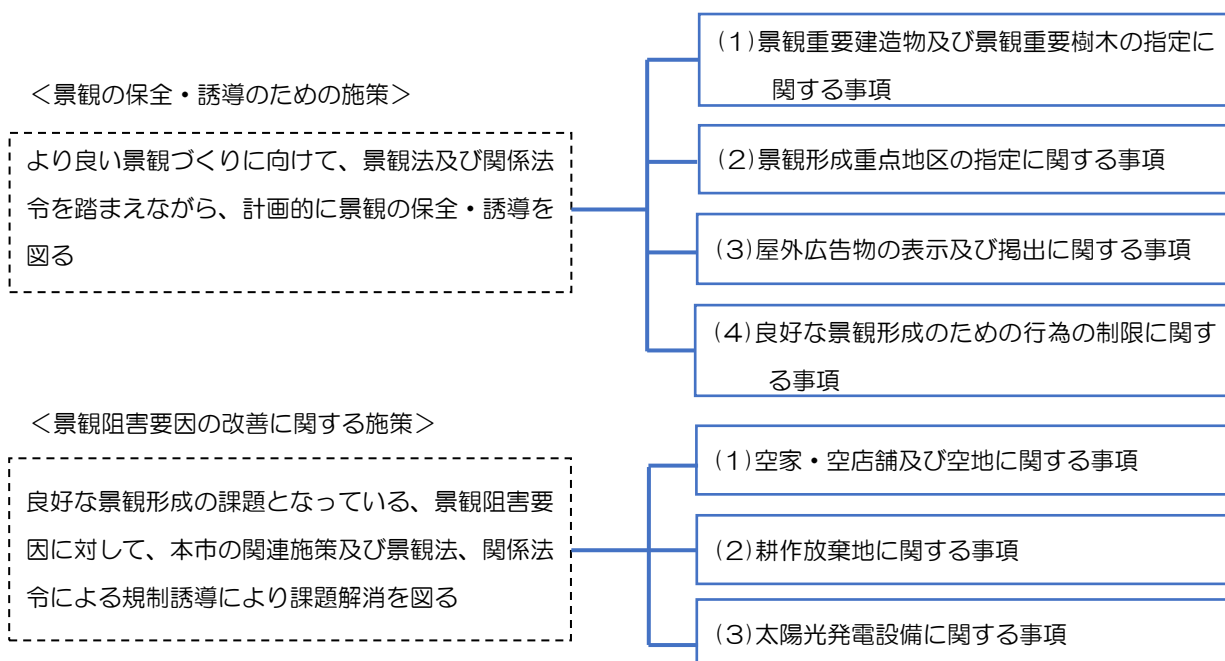 ＜景観の保全・誘導のための施策＞
より良い景観づくりに向けて、景観法及び関係法
令を踏まえながら、計画的に景観の保全・誘導を
図る
(１)景観重要建造物及び景観重要樹木の指定に
関する事項
(２)景観形成重点地区の指定に関する事項
(３)屋外広告物の表示及び掲出に関する事項
(４)良好な景観形成のための行為の制限に関す
る事項
＜景観阻害要因の改善に関する施策＞
良好な景観形成の課題となっている、景観阻害要
因に対して、本市の関連施策及び景観法、関係法
令による規制誘導により課題解消を図る
(１)空家・空店舗及び空地に関する事項
(２)耕作放棄地に関する事項
(３)太陽光発電設備に関する事項